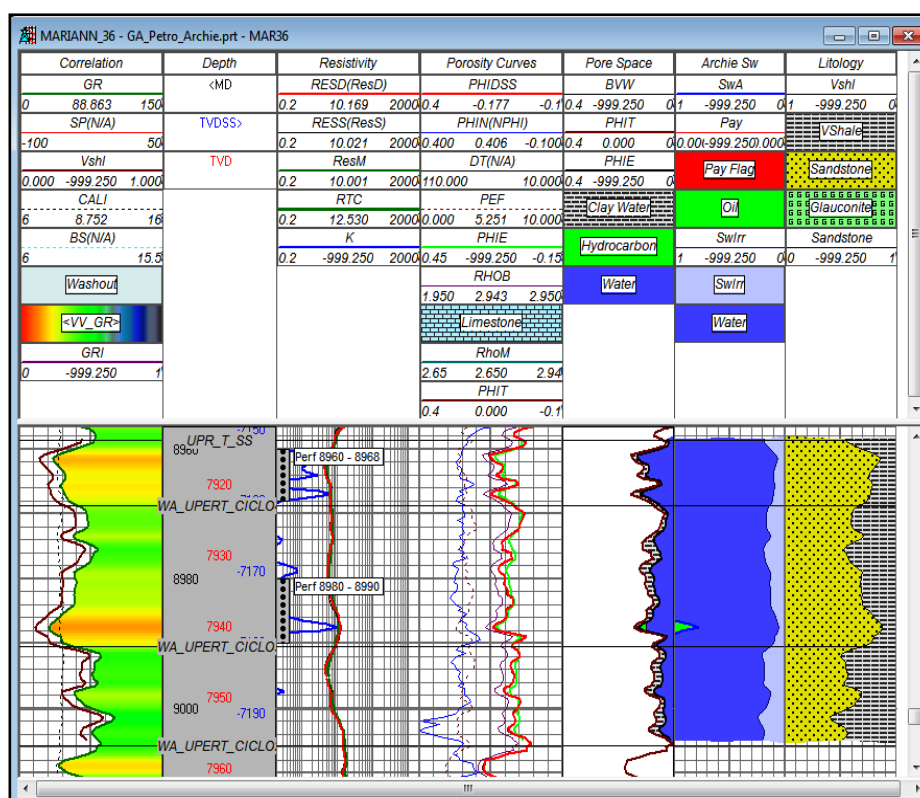 MARIANN_36 - GA_Petro_Archie.prt - MAR36
Correlation Depth Resistivity Porosity Curves Pore Space Archie Sw Litology
GR <MD RESD(ResD) PHIDSS BVW SwA Vshl
0 88.863 150 0.2 10.169 2000 0.4 -0.177 -0.1 0.4 -999.250 0 1 -999.250 0 1 -999.250 0
SP(N/A) TVDSS> RESS(ResS) PHIN(NPHI) PHIT Pay VShale
-100 50 0.2 10.021 2000 0.400 0.406 -0.100 0.4 0.000 0 -999.250
Vshl TVD ResM DT(N/A) PHIE Pay Flag Sandstone
0.000 -999.250 1.000 0.2 10.001 2000 110.000 10.000 0.4 -999.250 0
CALI RTC PEF Clay Water Oil Glauconite
6 8.752 16 0.2 12.530 2000 0.000 5.251 10.000
BS(N/A) K PHIE Hydrocarbon SwIrr Sandstone
6 15.5 0.2 -999.250 2000 0.45 -999.250 -0.15 1 -999.250 0 0 -999.250 1
Washout RHOB Water SwIrr
1.950 2.943 2.950
<VV_GR> Limestone Water
GRI RhoM
0 -999.250 1 2.65 2.650 2.94
PHIT
0.4 0.000 -0.1
-7150
UPR_T_SS
8960 Perf 8960 - 8968
7920
WA_UPERT_CICLO
7930
-7170
8980 Perf 8980 - 8990
7940
WA_UPERT_CICLO
7950
9000 -7190
WA_UPERT_CICLO
7960